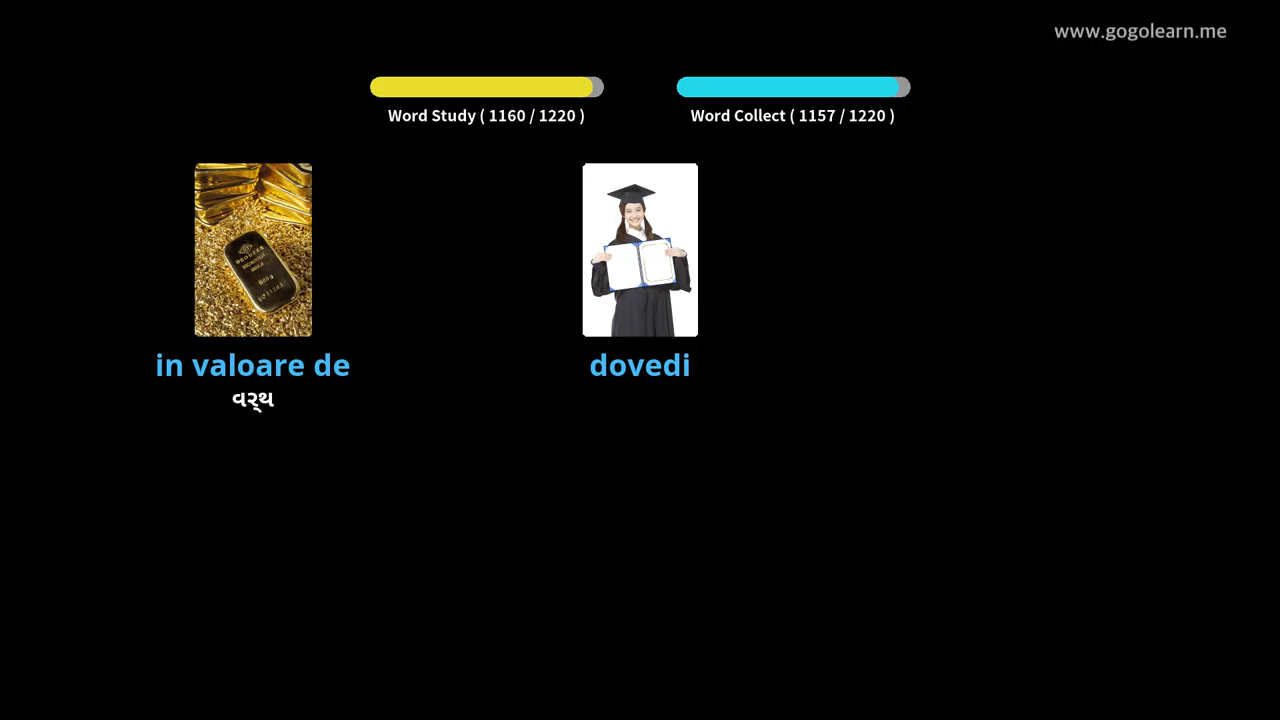 www.gogolearn.me
Word Study ( 1160 / 1220 )
Word Collect ( 1157 / 1220 )
in valoare de
dovedi
વર્થ